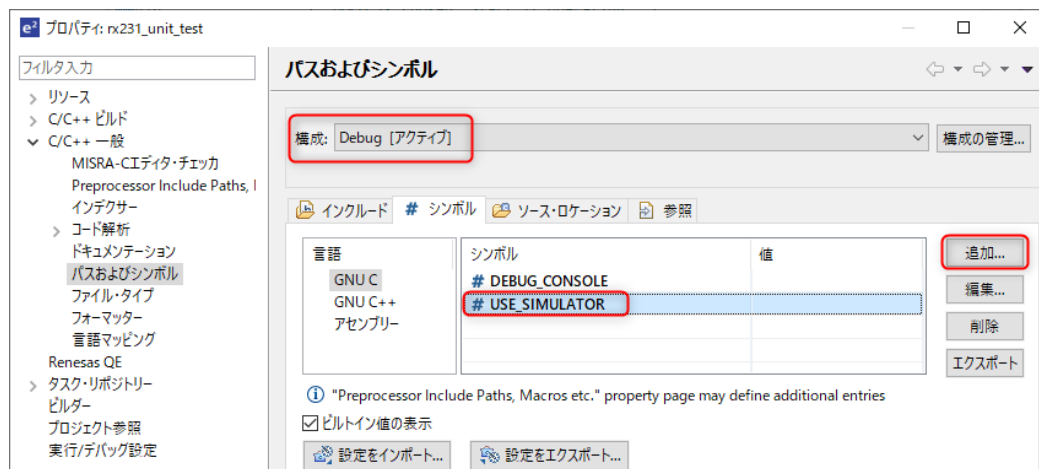 e² プロパティ: rx231_unit_test
フィルタ入力
リソース
C/C++ ビルド
C/C++ 一般
MISRA-Cエディタ・チェッカ
Preprocessor Include Paths, I
インデクサー
コード解析
ドキュメンテーション
パスおよびシンボル
ファイル・タイプ
フォーマッター
言語マッピング
Renesas QE
タスク・リポジトリー
ビルダー
プロジェクト参照
実行/デバッグ設定
パスおよびシンボル
構成: Debug [アクティブ]
構成の管理...
インクルード # シンボル ソース・ロケーション 参照
言語
GNU C
GNU C++
アセンブリー
シンボル 値
# DEBUG_CONSOLE
# USE_SIMULATOR
追加...
編集...
削除
エクスポート
"Preprocessor Include Paths, Macros etc." property page may define additional entries
ビルトイン値の表示
設定をインポート... 設定をエクスポート...